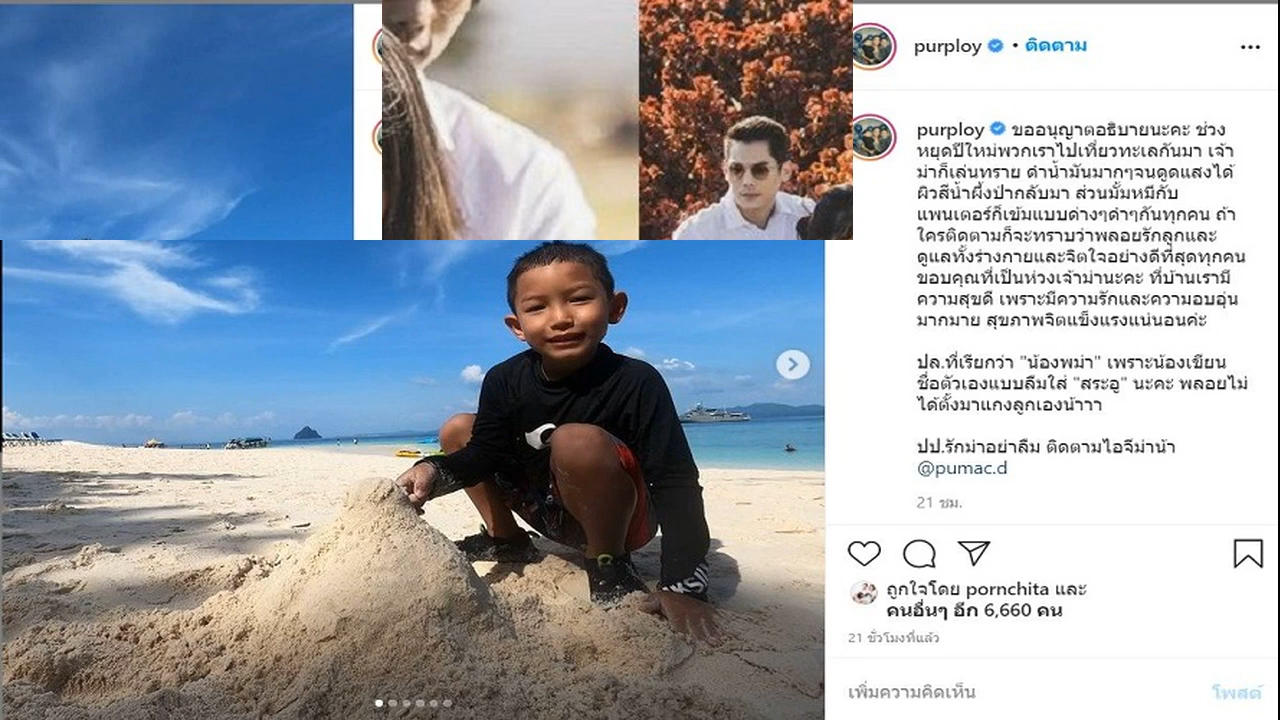 purploy • ติดตาม
purploy ขออนุญาตอธิบายนะคะ ช่วง
หยุดปีใหม่พวกเราไปเที่ยวทะเลกันมา เจ้า
ม่าก็เล่นทราย ดำน้ำมันมากๆจนดูดแสงได้
ผิวสีน้ำผึ้งป่ากลับมา ส่วนมั้มหมีกับ
แพนเตอร์ก็เข้มแบบด่างๆดำๆกันทุกคน ถ้า
ใครติดตามก็จะทราบว่าพลอยรักลูกและ
ดูแลทั้งร่างกายและจิตใจอย่างดีที่สุดทุกคน
ขอบคุณที่เป็นห่วงเจ้าม่านะคะ ที่บ้านเรามี
ความสุขดี เพราะมีความรักและความอบอุ่น
มากมาย สุขภาพจิตแข็งแรงแน่นอนค่ะ
ปล.ที่เรียกว่า "น้องพม่า" เพราะน้องเขียน
ชื่อตัวเองแบบลืมใส่ "สระอู" นะคะ พลอยไม่
ได้ตั้งมาแกงลูกเองน้าาา
ปป.รักม่าอย่าลืม ติดตามไอจีม่าน้า
@pumac.d
21 ชม.
ถูกใจโดย pornchita และ
คนอื่นๆ อีก 6,660 คน
21 ชั่วโมงที่แล้ว
เพิ่มความคิดเห็น
โพสต์